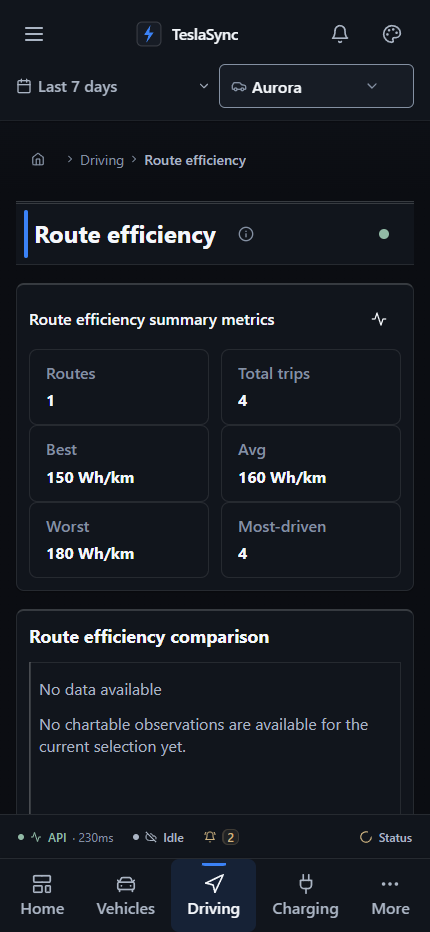 TeslaSync
Last 7 days
Aurora
Driving
Route efficiency
Route efficiency
Route efficiency summary metrics
Routes
1
Total trips
4
Best
150 Wh/km
Avg
160 Wh/km
Worst
180 Wh/km
Most-driven
4
Route efficiency comparison
No data available
No chartable observations are available for the
current selection yet.
API · 230ms
Idle
2
Status
Home
Vehicles
Driving
Charging
More